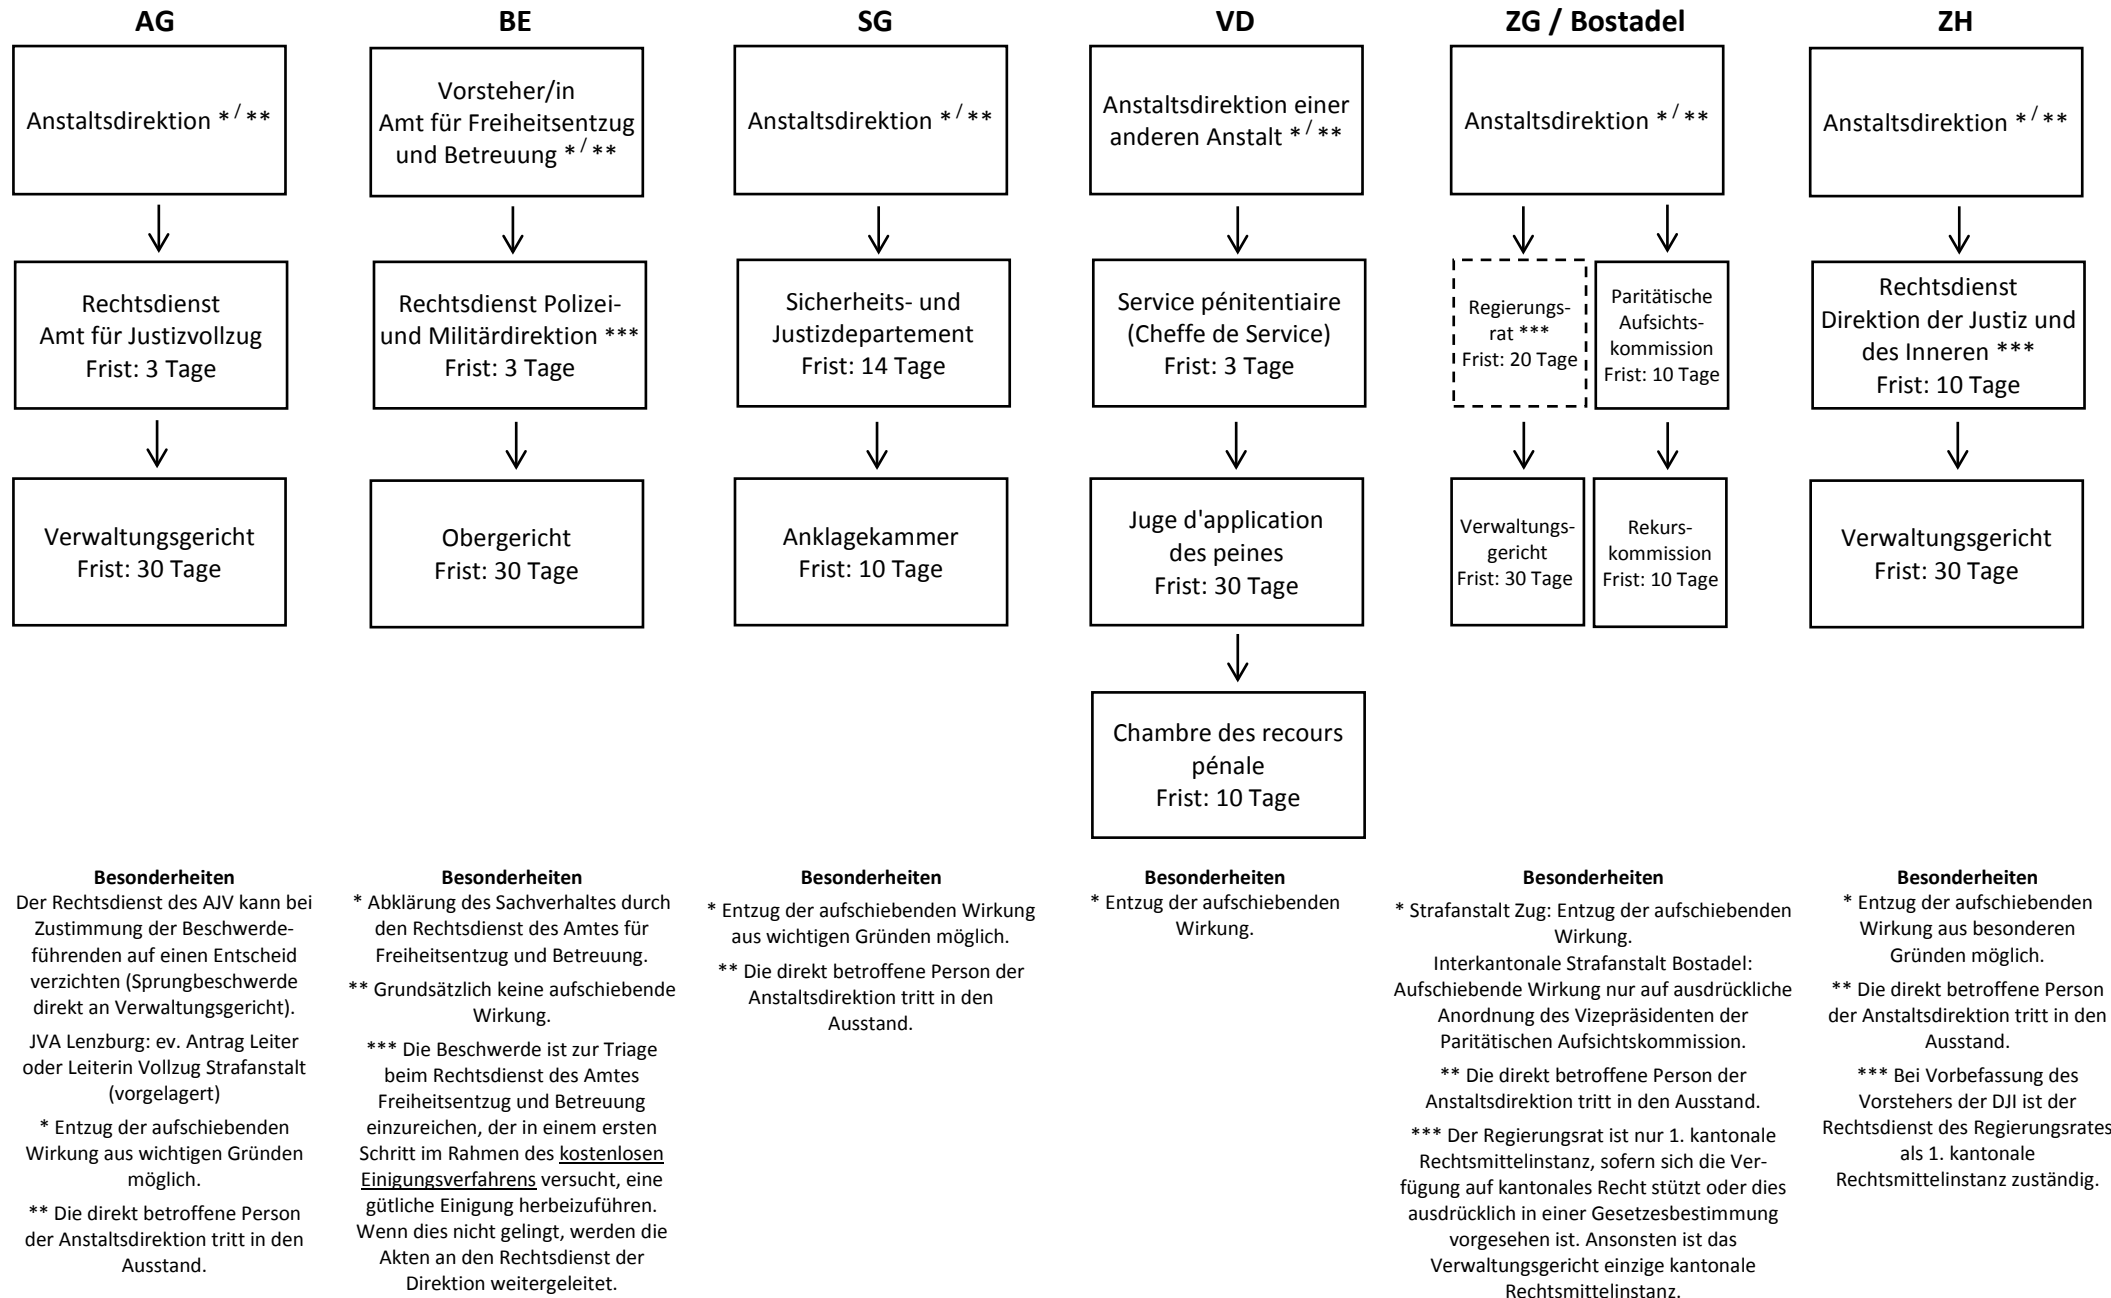 AG
Anstaltsdirektion * / **
Rechtsdienst
Amt für Justizvollzug
Frist: 3 Tage
Verwaltungsgericht
Frist: 30 Tage
Besonderheiten
Der Rechtsdienst des AJV kann bei
Zustimmung der Beschwerde-
führenden auf einen Entscheid
verzichten (Sprungbeschwerde
direkt an Verwaltungsgericht).
JVA Lenzburg: ev. Antrag Leiter
oder Leiterin Vollzug Strafanstalt
(vorgelagert)
* Entzug der aufschiebenden
Wirkung aus wichtigen Gründen
möglich.
** Die direkt betroffene Person
der Anstaltsdirektion tritt in den
Ausstand.
BE
Vorsteher/in
Amt für Freiheitsentzug
und Betreuung * / **
Rechtsdienst Polizei-
und Militärdirektion ***
Frist: 3 Tage
Obergericht
Frist: 30 Tage
Besonderheiten
* Abklärung des Sachverhaltes durch
den Rechtsdienst des Amtes für
Freiheitsentzug und Betreuung.
** Grundsätzlich keine aufschiebende
Wirkung.
*** Die Beschwerde ist zur Triage
beim Rechtsdienst des Amtes
Freiheitsentzug und Betreuung
einzureichen, der in einem ersten
Schritt im Rahmen des kostenlosen
Einigungsverfahrens versucht, eine
gütliche Einigung herbeizuführen.
Wenn dies nicht gelingt, werden die
Akten an den Rechtsdienst der
Direktion weitergeleitet.
SG
Anstaltsdirektion * / **
Sicherheits- und
Justizdepartement
Frist: 14 Tage
Anklagekammer
Frist: 10 Tage
Besonderheiten
* Entzug der aufschiebenden Wirkung
aus wichtigen Gründen möglich.
** Die direkt betroffene Person der
Anstaltsdirektion tritt in den
Ausstand.
VD
Anstaltsdirektion einer
anderen Anstalt * / **
Service pénitentiaire
(Cheffe de Service)
Frist: 3 Tage
Juge d'application
des peines
Frist: 30 Tage
Chambre des recours
pénale
Frist: 10 Tage
Besonderheiten
* Entzug der aufschiebenden
Wirkung.
ZG / Bostadel
Anstaltsdirektion * / **
Regierungs-
rat ***
Frist: 20 Tage
Paritätische
Aufsichts-
kommission
Frist: 10 Tage
Verwaltungs-
gericht
Frist: 30 Tage
Rekurs-
kommission
Frist: 10 Tage
Besonderheiten
* Strafanstalt Zug: Entzug der aufschiebenden
Wirkung.
Interkantonale Strafanstalt Bostadel:
Aufschiebende Wirkung nur auf ausdrückliche
Anordnung des Vizepräsidenten der
Paritätischen Aufsichtskommission.
** Die direkt betroffene Person der
Anstaltsdirektion tritt in den Ausstand.
*** Der Regierungsrat ist nur 1. kantonale
Rechtsmittelinstanz, sofern sich die Ver-
fügung auf kantonales Recht stützt oder dies
ausdrücklich in einer Gesetzesbestimmung
vorgesehen ist. Ansonsten ist das
Verwaltungsgericht einzige kantonale
Rechtsmittelinstanz.
ZH
Anstaltsdirektion * / **
Rechtsdienst
Direktion der Justiz und
des Inneren ***
Frist: 10 Tage
Verwaltungsgericht
Frist: 30 Tage
Besonderheiten
* Entzug der aufschiebenden
Wirkung aus besonderen
Gründen möglich.
** Die direkt betroffene Person
der Anstaltsdirektion tritt in den
Ausstand.
*** Bei Vorbefassung des
Vorstehers der DJI ist der
Rechtsdienst des Regierungsrates
als 1. kantonale
Rechtsmittelinstanz zuständig.